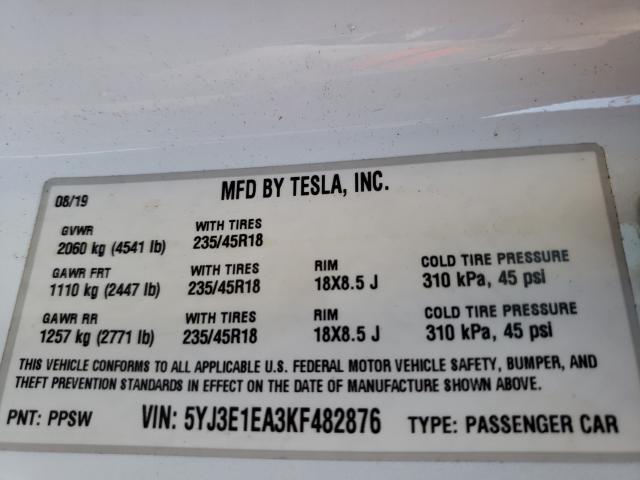 08/19 MFD BY TESLA, INC.
GVWR WITH TIRES
2060 kg (4541 lb) 235/45R18
GAWR FRT WITH TIRES RIM COLD TIRE PRESSURE
1110 kg (2447 lb) 235/45R18 18X8.5 J 310 kPa, 45 psi
GAWR RR WITH TIRES RIM COLD TIRE PRESSURE
1257 kg (2771 lb) 235/45R18 18X8.5 J 310 kPa, 45 psi
THIS VEHICLE CONFORMS TO ALL APPLICABLE U.S. FEDERAL MOTOR VEHICLE SAFETY, BUMPER, AND
THEFT PREVENTION STANDARDS IN EFFECT ON THE DATE OF MANUFACTURE SHOWN ABOVE.
PNT: PPSW VIN: 5YJ3E1EA3KF482876 TYPE: PASSENGER CAR